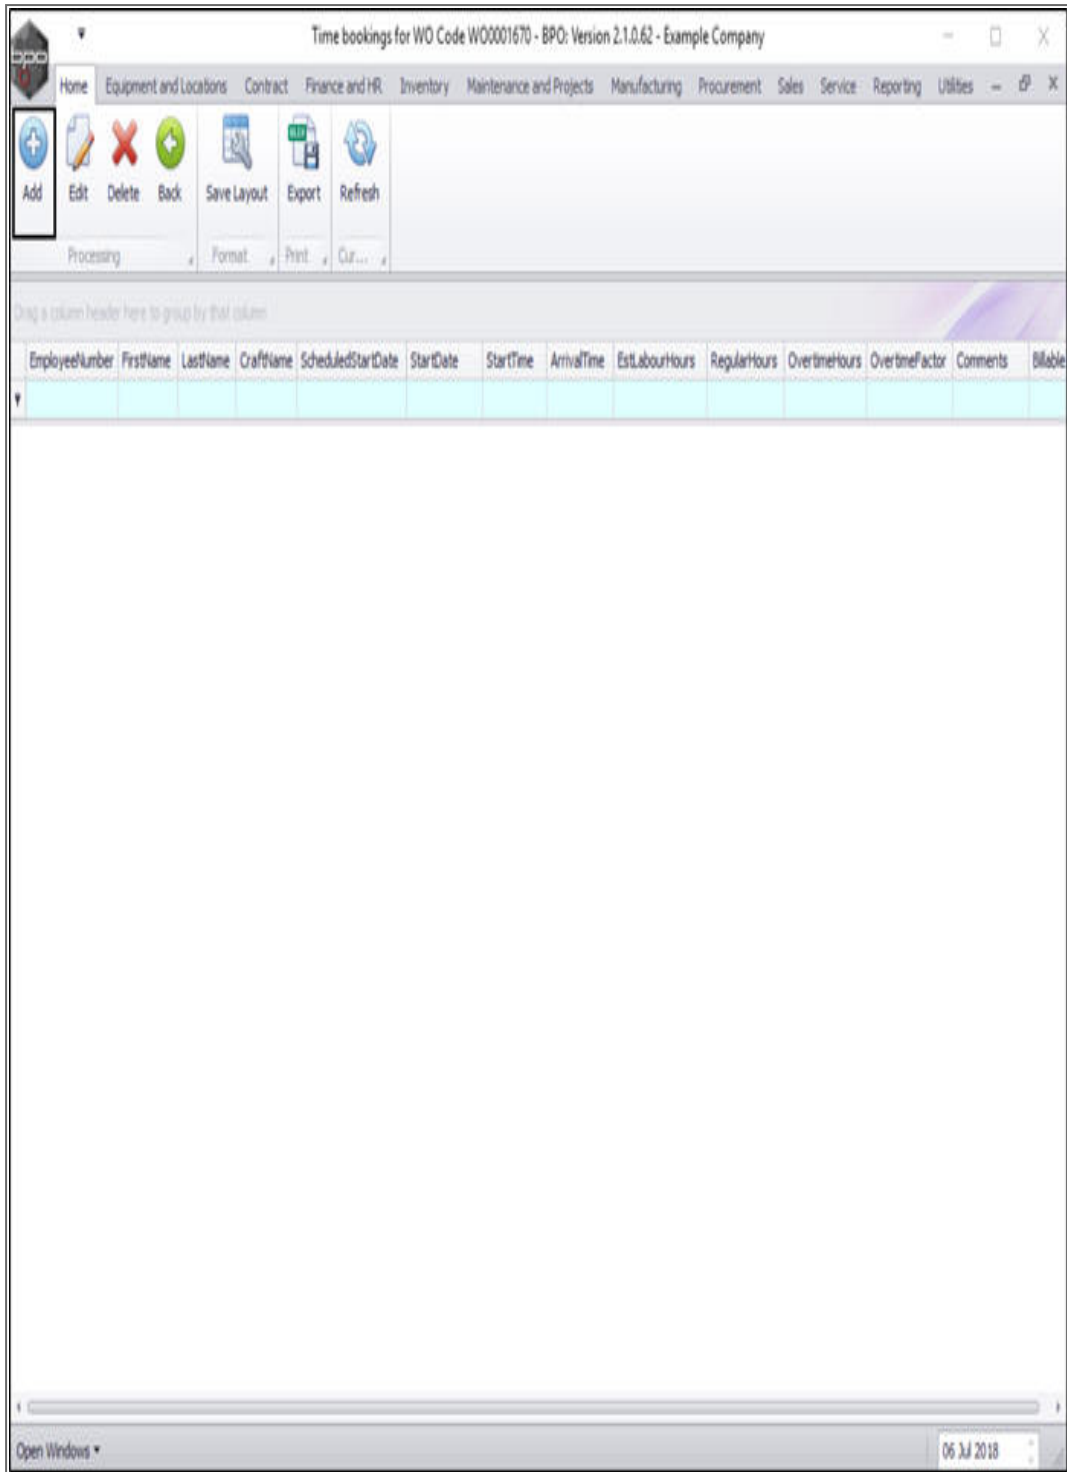 Time bookings for WO Code WO0001670 - BPO: Version 2.1.0.62 - Example Company
bpo
Home Equipment and Locations Contract Finance and HR Inventory Maintenance and Projects Manufacturing Procurement Sales Service Reporting Utilities
Add Edit Delete Back Save Layout Export Refresh
Processing Format Print Cur...
Drag a column header here to group by that column
EmployeeNumber FirstName LastName CraftName ScheduledStartDate StartDate StartTime ArrivalTime EstLabourHours RegularHours OvertimeHours OvertimeFactor Comments Billable
Open Windows 06 Jul 2018